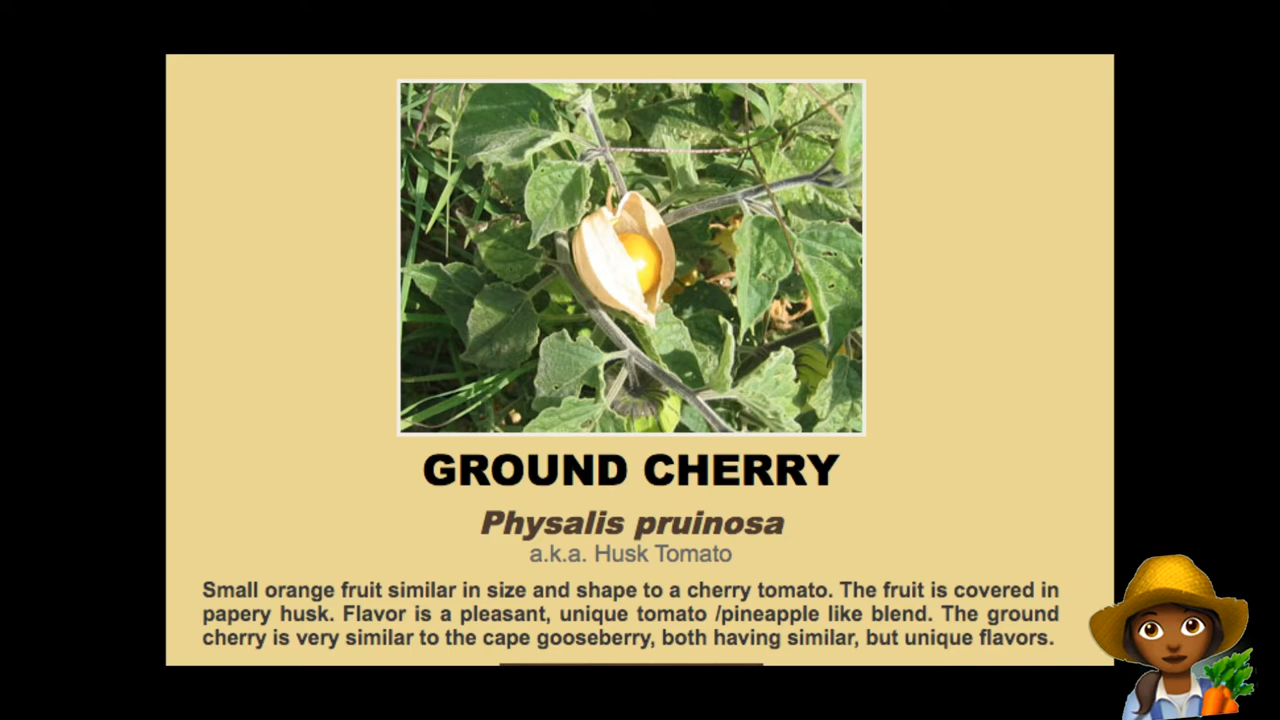 GROUND CHERRY
Physalis pruinosa
a.k.a. Husk Tomato
Small orange fruit similar in size and shape to a cherry tomato. The fruit is covered in
papery husk. Flavor is a pleasant, unique tomato /pineapple like blend. The ground
cherry is very similar to the cape gooseberry, both having similar, but unique flavors.